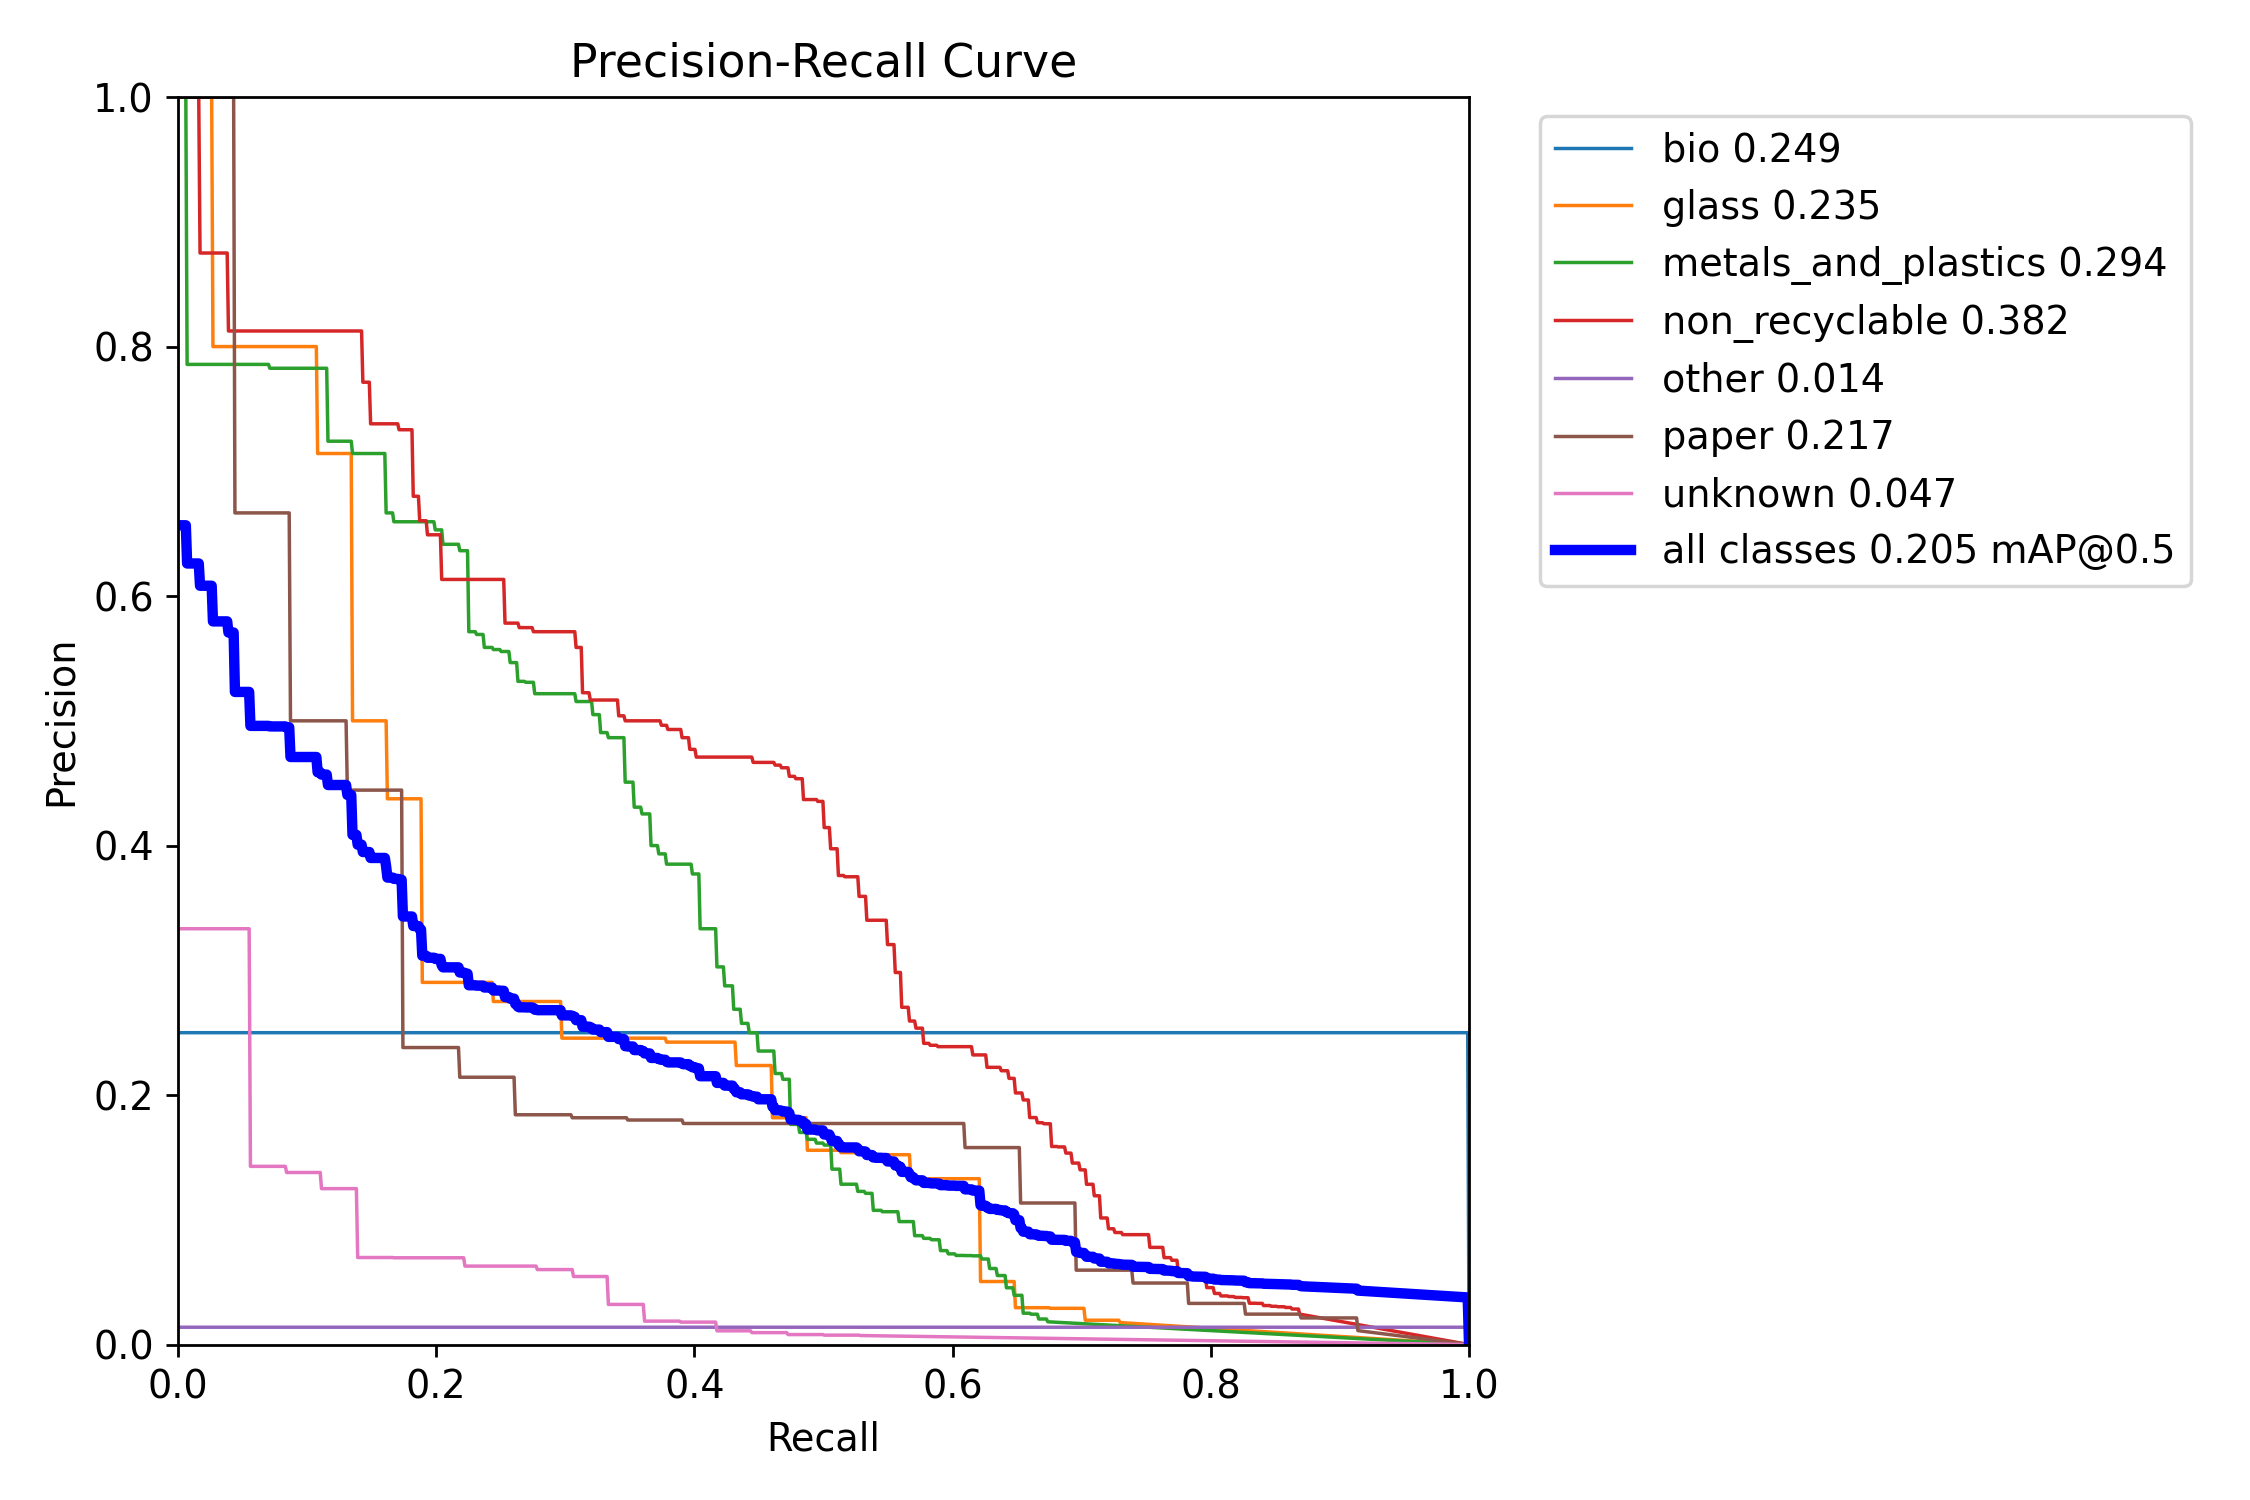 Precision-Recall Curve
1.0
0.8
0.6
0.4
0.2
0.0
Precision
0.0 0.2 0.4 0.6 0.8 1.0
Recall
bio 0.249
glass 0.235
metals_and_plastics 0.294
non_recyclable 0.382
other 0.014
paper 0.217
unknown 0.047
all classes 0.205 mAP@0.5